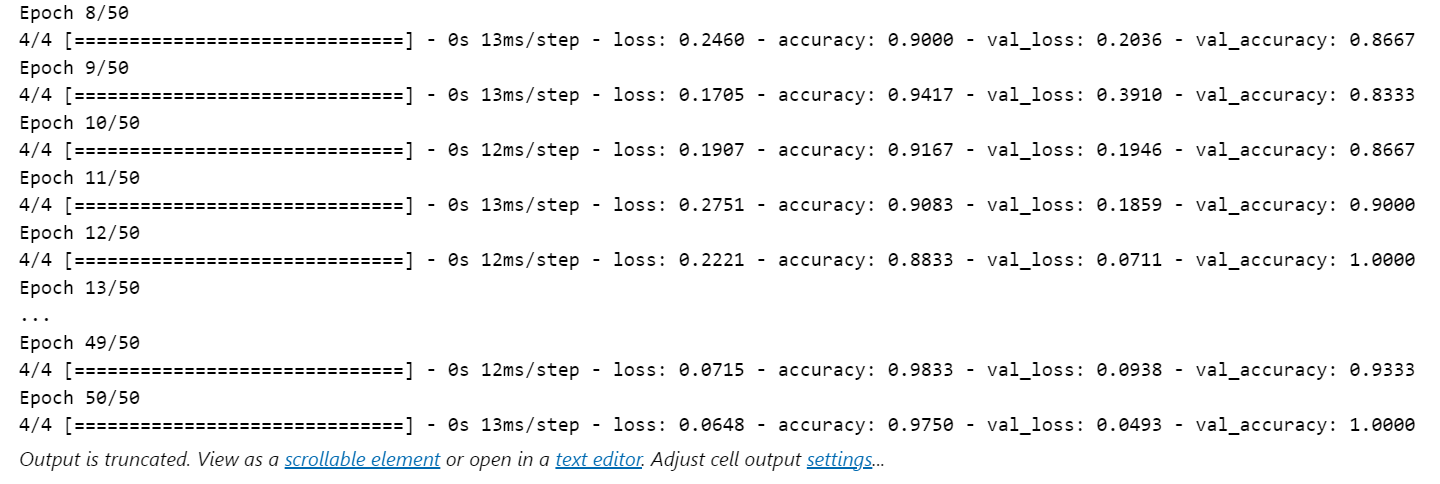 Epoch 8/50
4/4 [==============================] - 0s 13ms/step - loss: 0.2460 - accuracy: 0.9000 - val_loss: 0.2036 - val_accuracy: 0.8667
Epoch 9/50
4/4 [==============================] - 0s 13ms/step - loss: 0.1705 - accuracy: 0.9417 - val_loss: 0.3910 - val_accuracy: 0.8333
Epoch 10/50
4/4 [==============================] - 0s 12ms/step - loss: 0.1907 - accuracy: 0.9167 - val_loss: 0.1946 - val_accuracy: 0.8667
Epoch 11/50
4/4 [==============================] - 0s 13ms/step - loss: 0.2751 - accuracy: 0.9083 - val_loss: 0.1859 - val_accuracy: 0.9000
Epoch 12/50
4/4 [==============================] - 0s 12ms/step - loss: 0.2221 - accuracy: 0.8833 - val_loss: 0.0711 - val_accuracy: 1.0000
Epoch 13/50
...
Epoch 49/50
4/4 [==============================] - 0s 12ms/step - loss: 0.0715 - accuracy: 0.9833 - val_loss: 0.0938 - val_accuracy: 0.9333
Epoch 50/50
4/4 [==============================] - 0s 13ms/step - loss: 0.0648 - accuracy: 0.9750 - val_loss: 0.0493 - val_accuracy: 1.0000
Output is truncated. View as a scrollable element or open in a text editor. Adjust cell output settings...